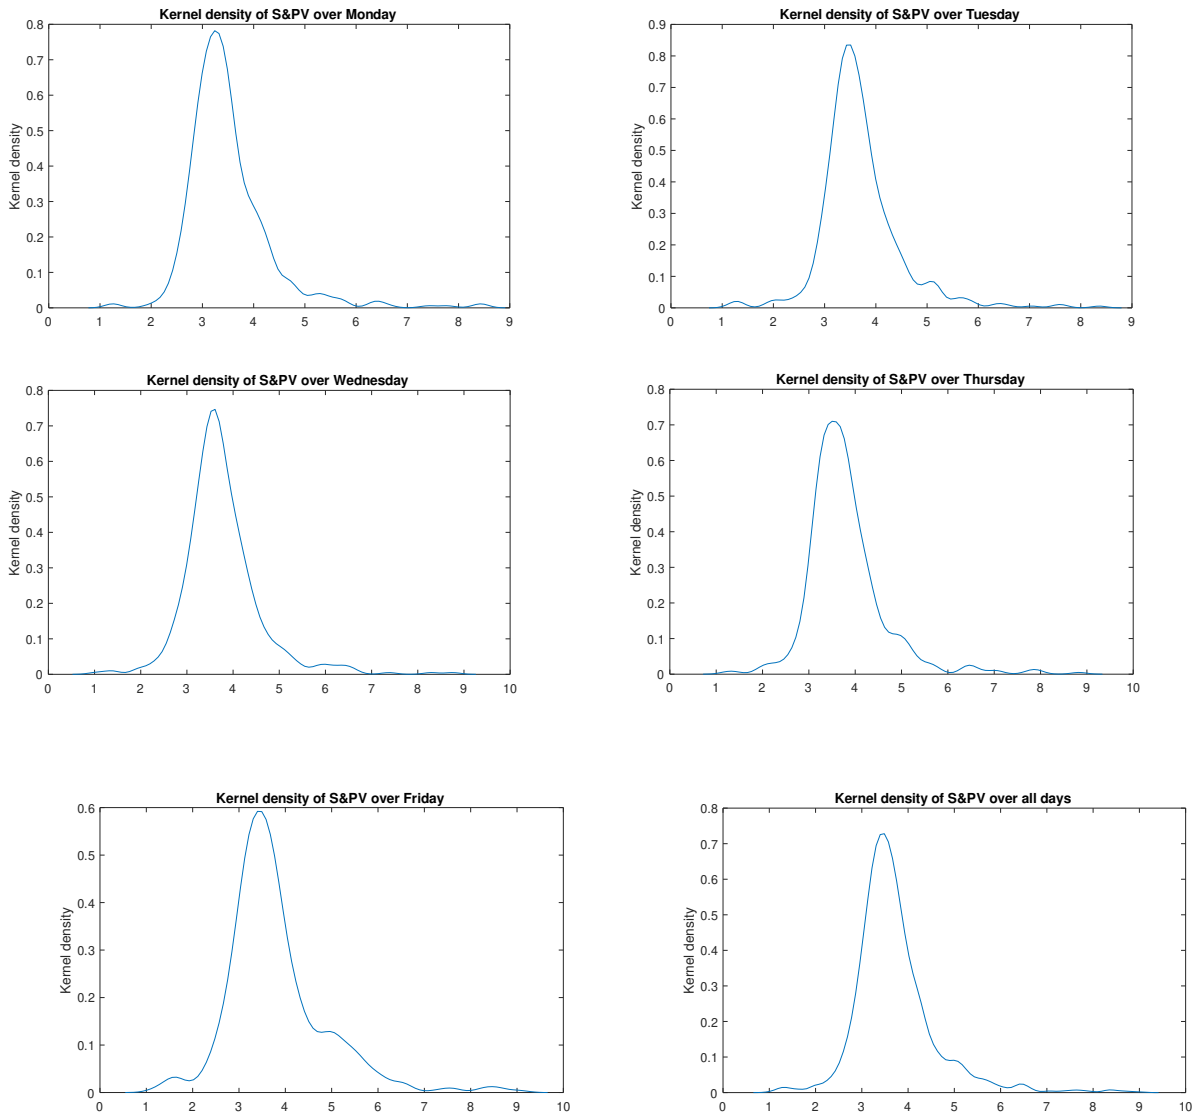 Kernel density of S&PV over Monday
Kernel density
0.8
0.7
0.6
0.5
0.4
0.3
0.2
0.1
0
0 1 2 3 4 5 6 7 8 9
Kernel density of S&PV over Tuesday
Kernel density
0.9
0.8
0.7
0.6
0.5
0.4
0.3
0.2
0.1
0
0 1 2 3 4 5 6 7 8 9
Kernel density of S&PV over Wednesday
Kernel density
0.8
0.7
0.6
0.5
0.4
0.3
0.2
0.1
0
0 1 2 3 4 5 6 7 8 9 10
Kernel density of S&PV over Thursday
Kernel density
0.8
0.7
0.6
0.5
0.4
0.3
0.2
0.1
0
0 1 2 3 4 5 6 7 8 9 10
Kernel density of S&PV over Friday
Kernel density
0.6
0.5
0.4
0.3
0.2
0.1
0
0 1 2 3 4 5 6 7 8 9 10
Kernel density of S&PV over all days
Kernel density
0.8
0.7
0.6
0.5
0.4
0.3
0.2
0.1
0
0 1 2 3 4 5 6 7 8 9 10